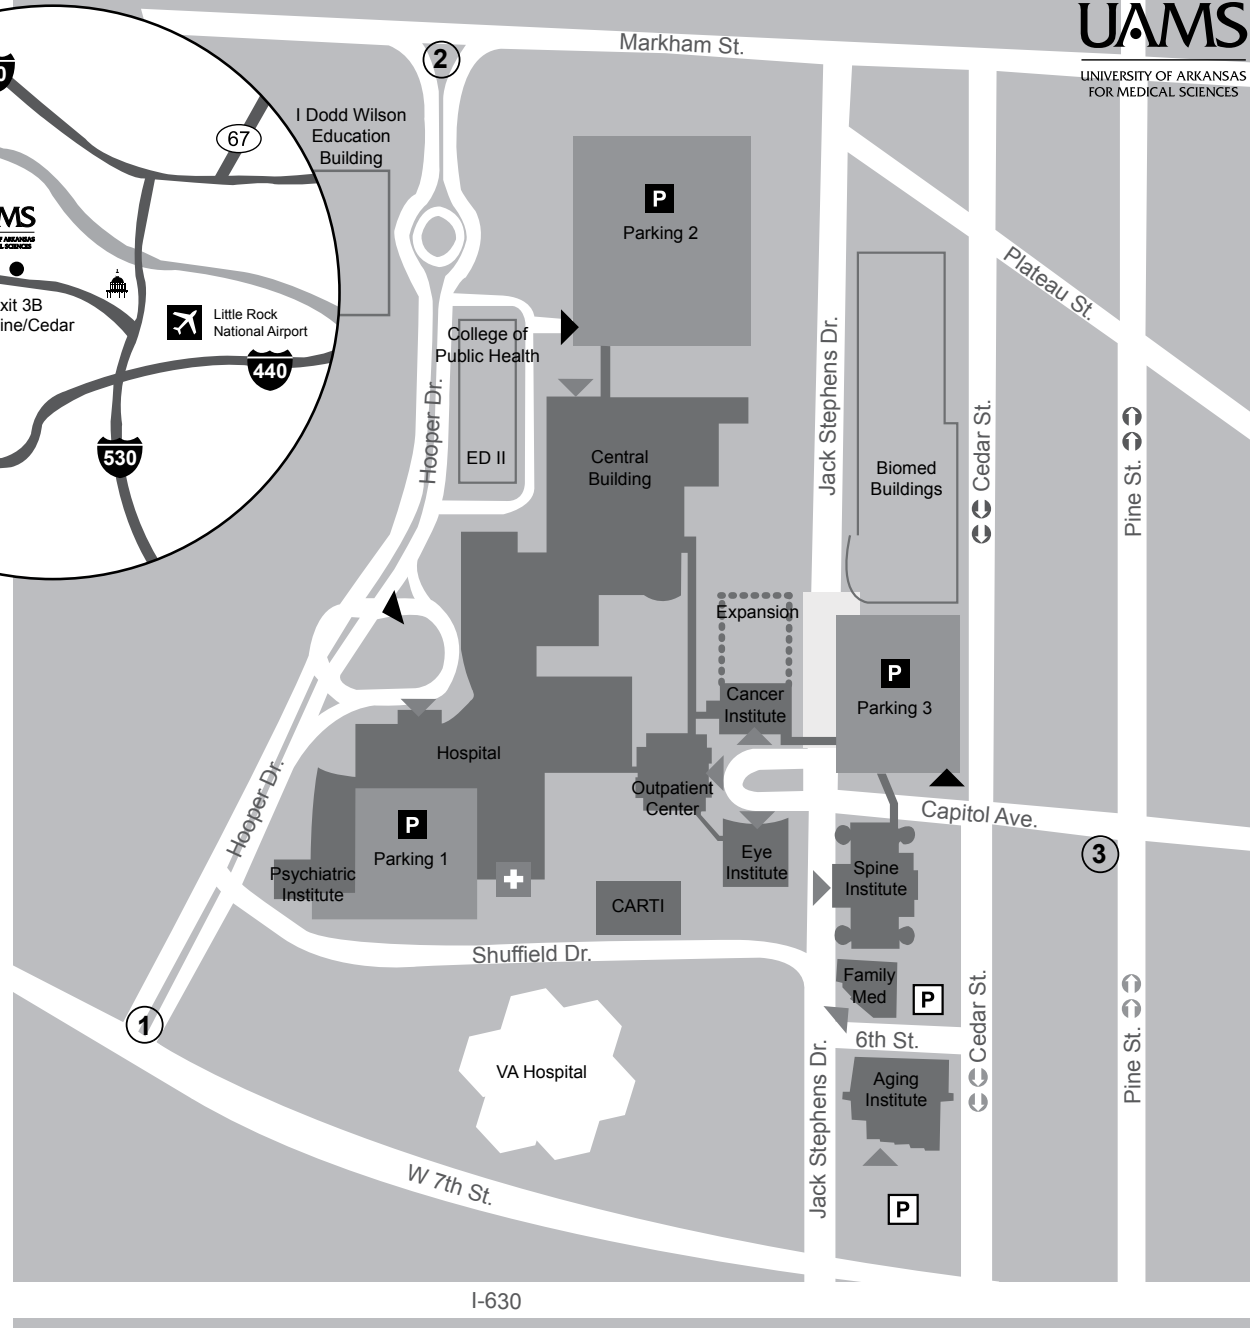 UAMS
UNIVERSITY OF ARKANSAS
FOR MEDICAL SCIENCES
Markham St.
2
67
I Dodd Wilson
Education
Building
P
Parking 2
Plateau St.
Little Rock
National Airport
440
530
College of
Public Health
ED II
Hooper Dr.
Central
Building
Jack Stephens Dr.
Biomed
Buildings
Cedar St.
Pine St.
Expansion
Cancer
Institute
P
Parking 3
Hospital
Outpatient
Center
Capitol Ave.
Hooper Dr.
P
Parking 1
Psychiatric
Institute
Eye
Institute
Spine
Institute
3
CARTI
Shuffield Dr.
Family
Med
P
1
VA Hospital
6th St.
Cedar St.
Pine St.
Jack Stephens Dr.
Aging
Institute
W 7th St.
P
I-630